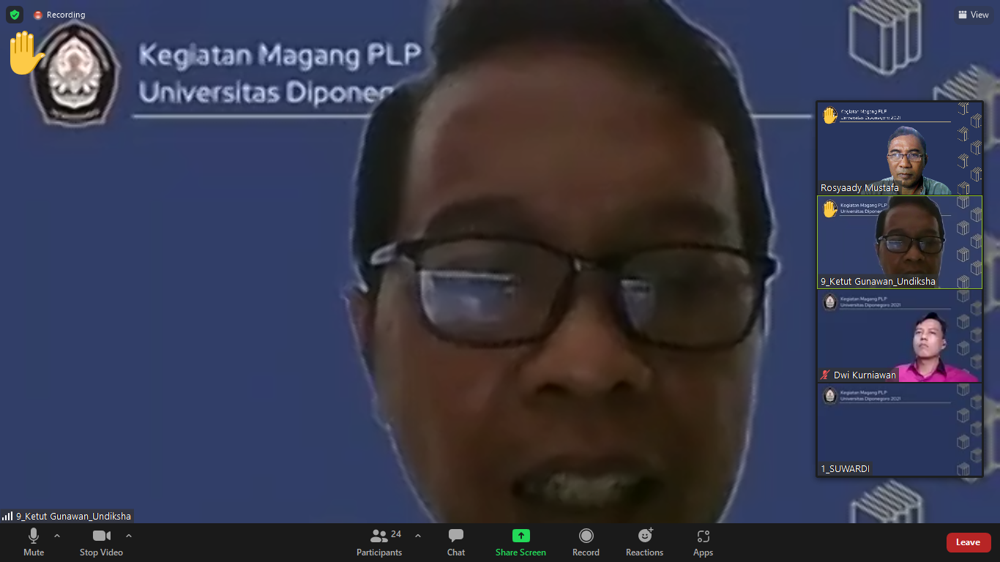 Recording
View
Kegiatan Magang PLP
Universitas Diponeg
Kegiatan Magang PLP
Universitas Diponegoro 2021
Rosyaady Mustafa
Kegiatan Magang PLP
Universitas Dipone
9_Ketut Gunawan_Undiksha
Kegiatan Magang PLP
Universitas Diponegoro 2021
Dwi Kurniawan
Kegiatan Magang PLP
Universitas Diponegoro 2021
1_SUWARDI
9_Ketut Gunawan_Undiksha
Mute
Stop Video
Participants
24
Chat
Share Screen
Record
Reactions
Apps
Leave